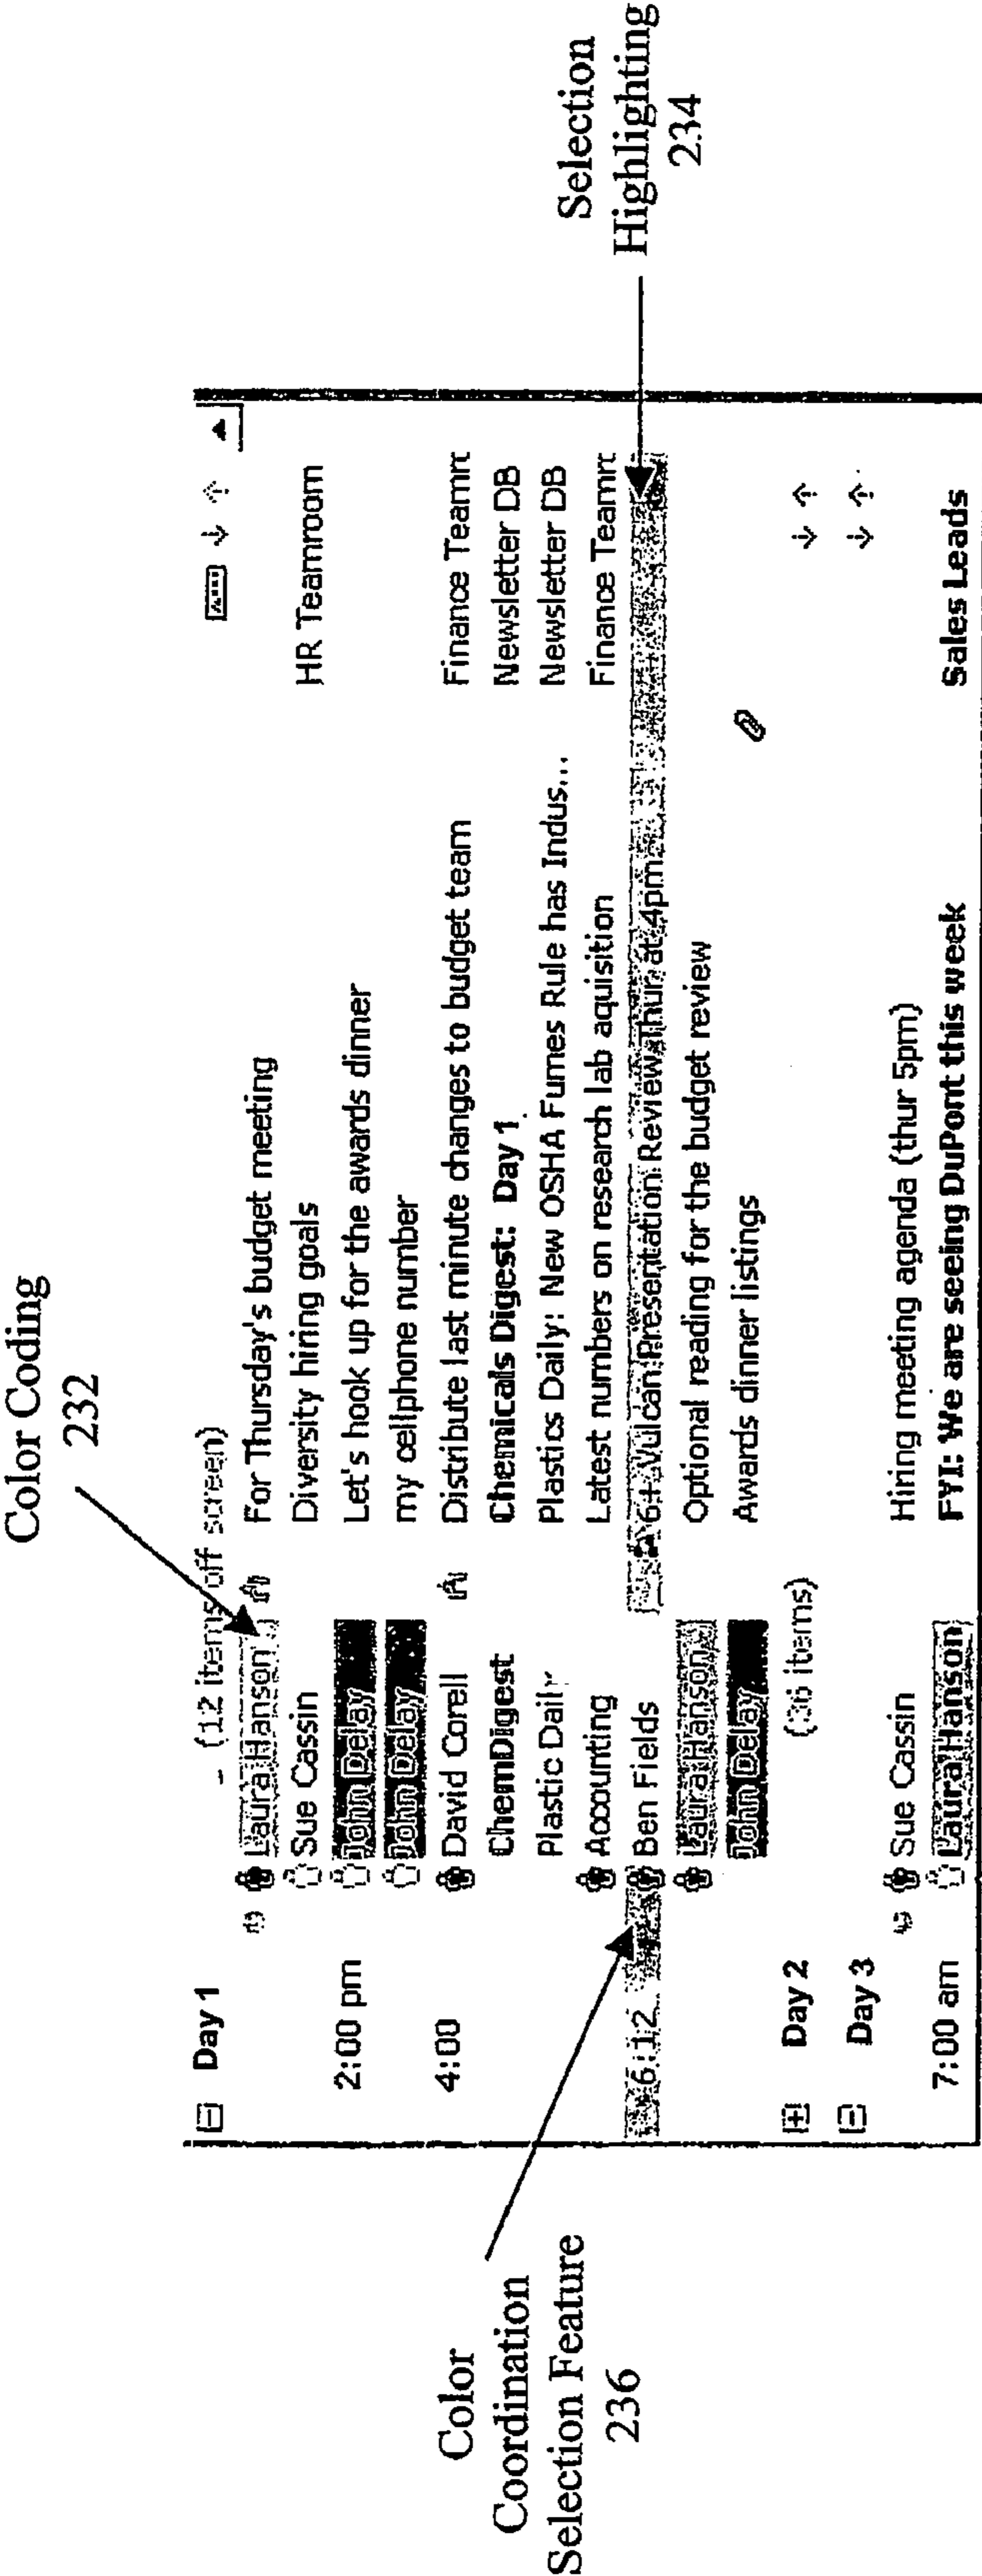 Color Coding
232
Day 1 - (12 items off screen)
Laura Hanson For Thursday's budget meeting
Sue Cassin Diversity hiring goals HR Teamroom
2:00 pm John Delay Let's hook up for the awards dinner
John Delay my cellphone number
4:00 David Corell Distribute last minute changes to budget team Finance Teamrc
ChemDigest Chemicals Digest: Day 1 Newsletter DB
Plastic Daily Plastics Daily: New OSHA Fumes Rule has Indus... Newsletter DB
Accounting Latest numbers on research lab aquisition Finance Teamrc
6:12 Ben Fields Vulcan Presentation Review Thur at 4pm
Laura Hanson Optional reading for the budget review
John Delay Awards dinner listings
Day 2 (36 items)
Day 3
Sue Cassin Hiring meeting agenda (thur 5pm)
7:00 am Laura Hanson FYI: We are seeing DuPont this week Sales Leads
Color
Coordination
Selection Feature
236
Selection
Highlighting
234